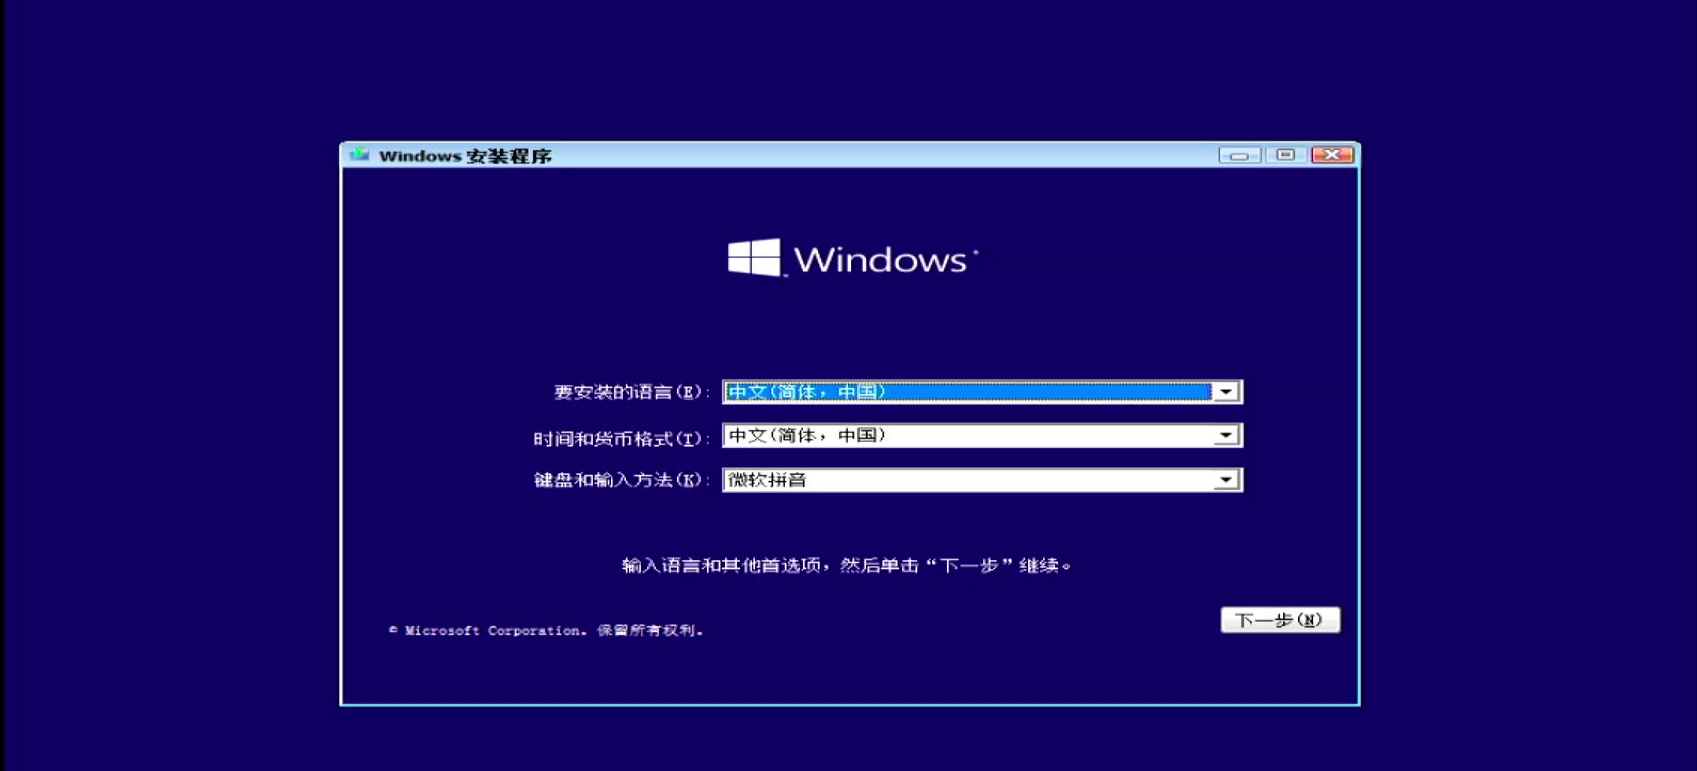 Windows 安装程序
Windows
要安装的语言(E): 中文(简体，中国)
时间和货币格式(T): 中文(简体，中国)
键盘和输入方法(K): 微软拼音
输入语言和其他首选项，然后单击“下一步”继续。
下一步(N)
© Microsoft Corporation. 保留所有权利。